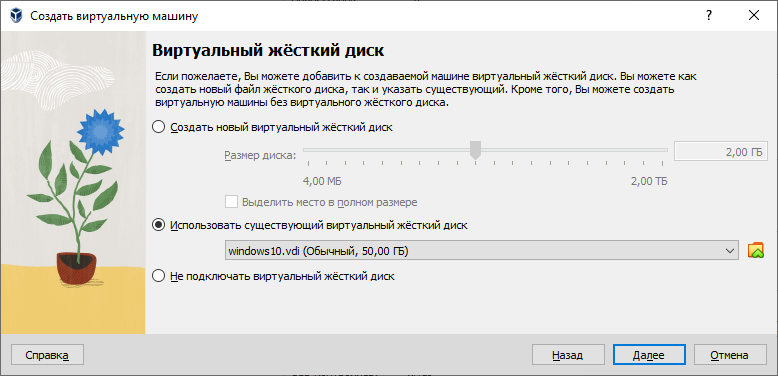 Создать виртуальную машину
?
Виртуальный жёсткий диск
Если пожелаете, Вы можете добавить к создаваемой машине виртуальный жёсткий диск. Вы можете как
создать новый файл жёсткого диска, так и указать существующий. Кроме того, Вы можете создать
виртуальную машины без виртуального жёсткого диска.
Создать новый виртуальный жёсткий диск
Размер диска:
2,00 ГБ
4,00 МБ
2,00 ТБ
Выделить место в полном размере
Использовать существующий виртуальный жёсткий диск
windows10.vdi (Обычный, 50,00 ГБ)
Не подключать виртуальный жёсткий диск
Справка
Назад
Далее
Отмена